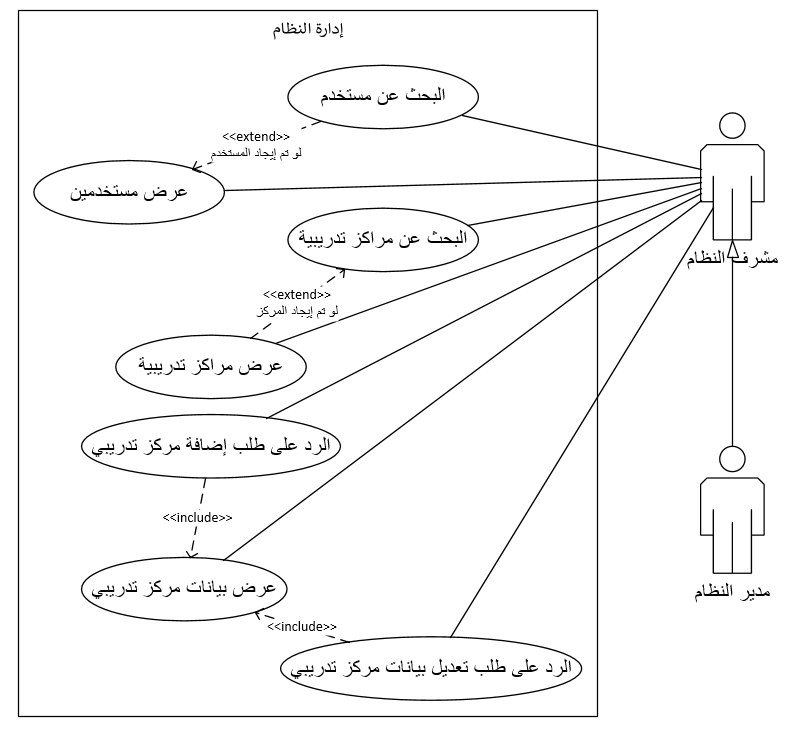 إدارة النظام
البحث عن مستخدم
<<extend>>
لو تم إيجاد المستخدم
عرض مستخدمين
البحث عن مراكز تدريبية
مشرف النظام
<<extend>>
لو تم إيجاد المركز
عرض مراكز تدريبية
الرد على طلب إضافة مركز تدريبي
<<include>>
عرض بيانات مركز تدريبي
مدير النظام
<<include>>
الرد على طلب تعديل بيانات مركز تدريبي